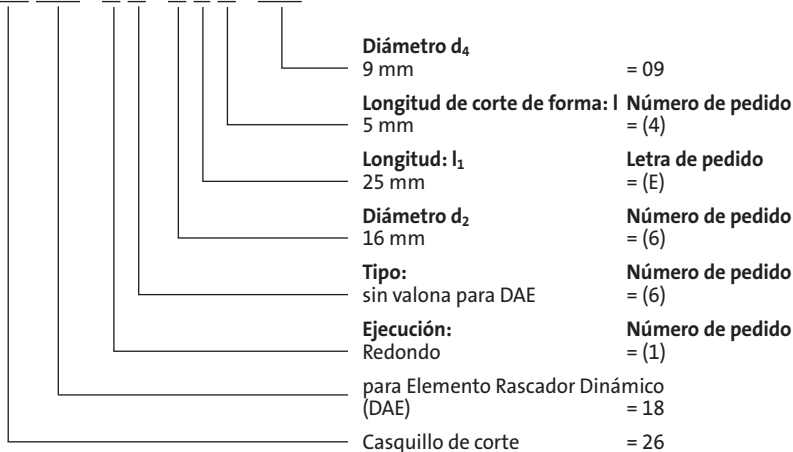 Diámetro d₄
9 mm = 09
Longitud de corte de forma: l Número de pedido
5 mm = (4)
Longitud: l₁ Letra de pedido
25 mm = (E)
Diámetro d₂ Número de pedido
16 mm = (6)
Tipo: Número de pedido
sin valona para DAE = (6)
Ejecución: Número de pedido
Redondo = (1)
para Elemento Rascador Dinámico
(DAE) = 18
Casquillo de corte = 26